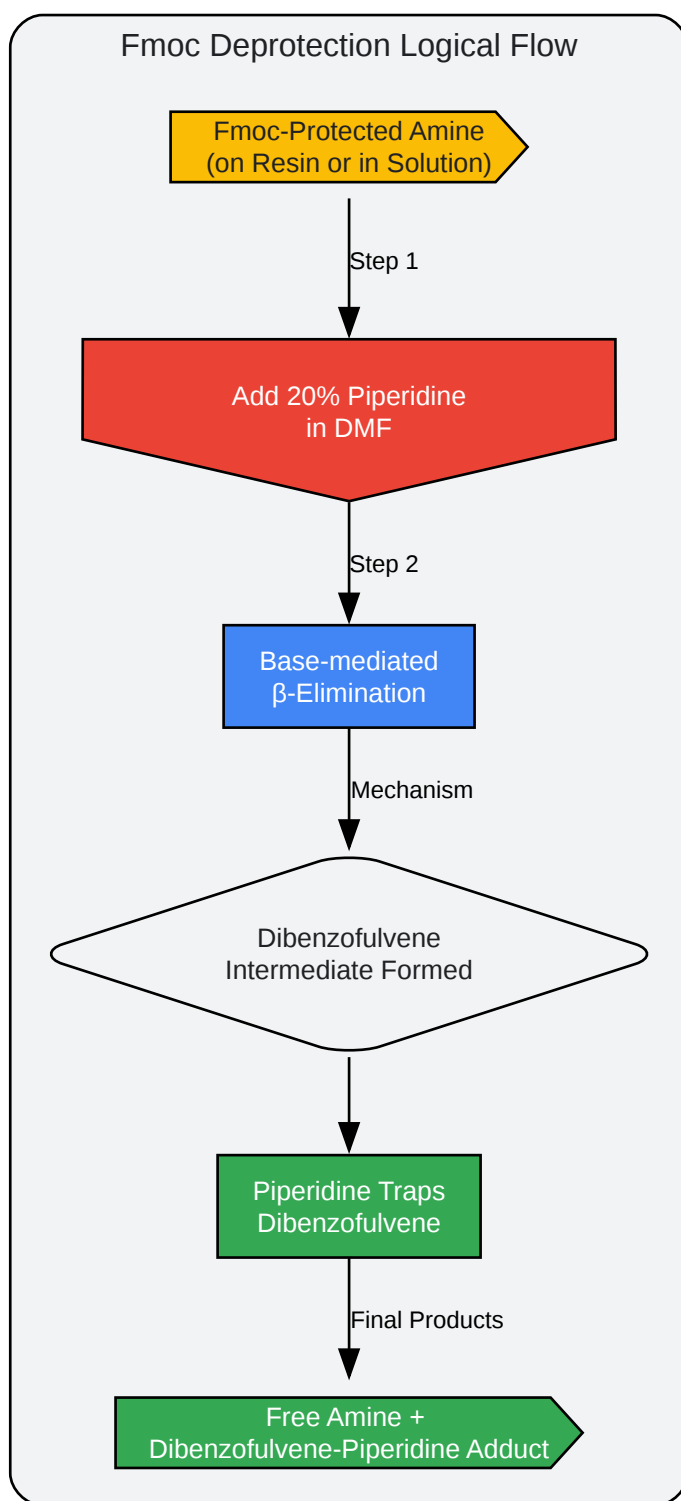 Fmoc Deprotection Logical Flow
Fmoc-Protected Amine
(on Resin or in Solution)
Step 1
Add 20% Piperidine
in DMF
Step 2
Base-mediated
β-Elimination
Mechanism
Dibenzofulvene
Intermediate Formed
Piperidine Traps
Dibenzofulvene
Final Products
Free Amine +
Dibenzofulvene-Piperidine Adduct